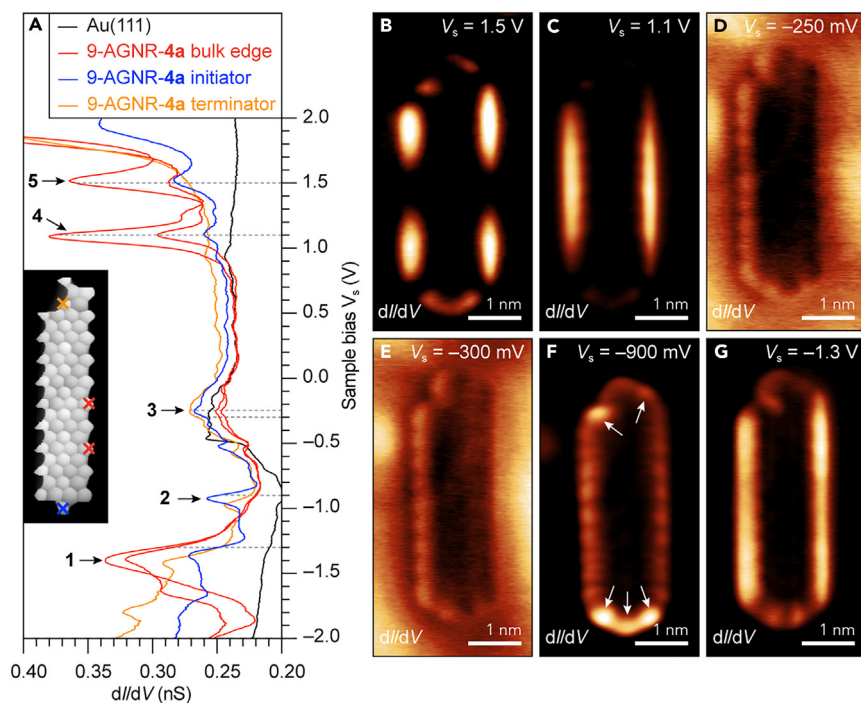 A
Au(111)
9-AGNR-4a bulk edge
9-AGNR-4a initiator
9-AGNR-4a terminator
2.0
1.5
1.0
0.5
0.0
−0.5
−1.0
−1.5
−2.0
Sample bias Vs (V)
5
4
3
2
1
0.40 0.35 0.30 0.25 0.20
dI/dV (nS)
B Vs = 1.5 V
dI/dV 1 nm
C Vs = 1.1 V
dI/dV 1 nm
D Vs = −250 mV
dI/dV 1 nm
E Vs = −300 mV
dI/dV 1 nm
F Vs = −900 mV
dI/dV 1 nm
G Vs = −1.3 V
dI/dV 1 nm